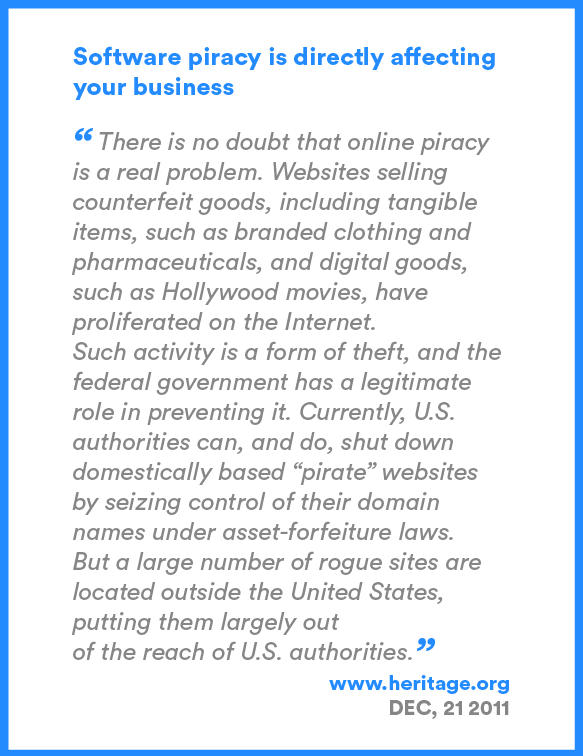 Software piracy is directly affecting
your business
“ There is no doubt that online piracy
is a real problem. Websites selling
counterfeit goods, including tangible
items, such as branded clothing and
pharmaceuticals, and digital goods,
such as Hollywood movies, have
proliferated on the Internet.
Such activity is a form of theft, and the
federal government has a legitimate
role in preventing it. Currently, U.S.
authorities can, and do, shut down
domestically based “pirate” websites
by seizing control of their domain
names under asset-forfeiture laws.
But a large number of rogue sites are
located outside the United States,
putting them largely out
of the reach of U.S. authorities.”
www.heritage.org
DEC, 21 2011